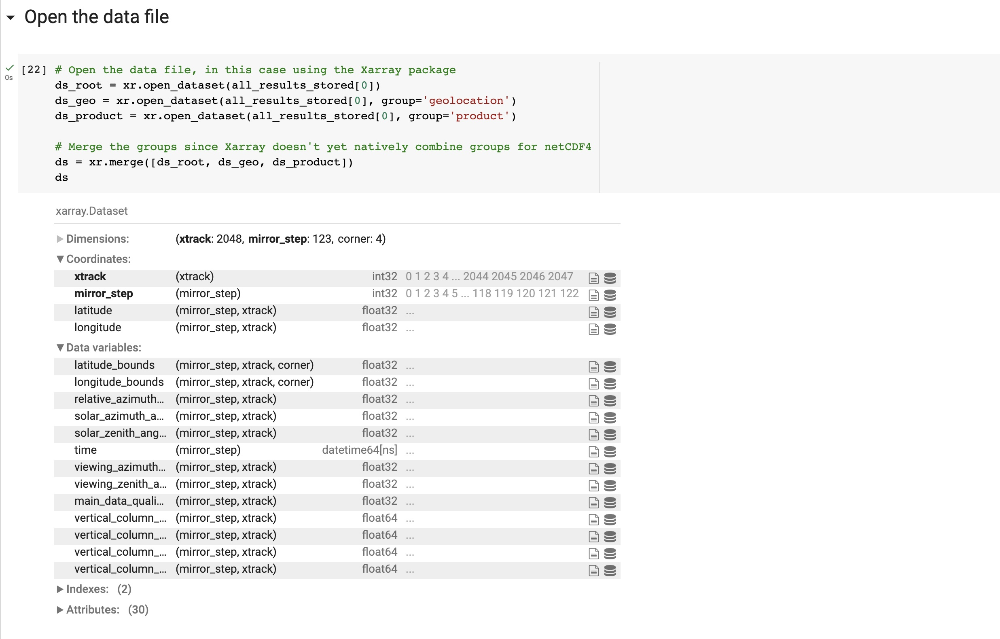 Open the data file
0s
[22] # Open the data file, in this case using the Xarray package
ds_root = xr.open_dataset(all_results_stored[0])
ds_geo = xr.open_dataset(all_results_stored[0], group='geolocation')
ds_product = xr.open_dataset(all_results_stored[0], group='product')
# Merge the groups since Xarray doesn't yet natively combine groups for netCDF4
ds = xr.merge([ds_root, ds_geo, ds_product])
ds
xarray.Dataset
Dimensions: (xtrack: 2048, mirror_step: 123, corner: 4)
Coordinates:
xtrack (xtrack) int32 0 1 2 3 4 ... 2044 2045 2046 2047
mirror_step (mirror_step) int32 0 1 2 3 4 5 ... 118 119 120 121 122
latitude (mirror_step, xtrack) float32 ...
longitude (mirror_step, xtrack) float32 ...
Data variables:
latitude_bounds (mirror_step, xtrack, corner) float32 ...
longitude_bounds (mirror_step, xtrack, corner) float32 ...
relative_azimuth... (mirror_step, xtrack) float32 ...
solar_azimuth_a... (mirror_step, xtrack) float32 ...
solar_zenith_ang... (mirror_step, xtrack) float32 ...
time (mirror_step) datetime64[ns] ...
viewing_azimuth... (mirror_step, xtrack) float32 ...
viewing_zenith_a... (mirror_step, xtrack) float32 ...
main_data_quali... (mirror_step, xtrack) float32 ...
vertical_column_... (mirror_step, xtrack) float64 ...
vertical_column_... (mirror_step, xtrack) float64 ...
vertical_column_... (mirror_step, xtrack) float64 ...
vertical_column_... (mirror_step, xtrack) float64 ...
Indexes: (2)
Attributes: (30)